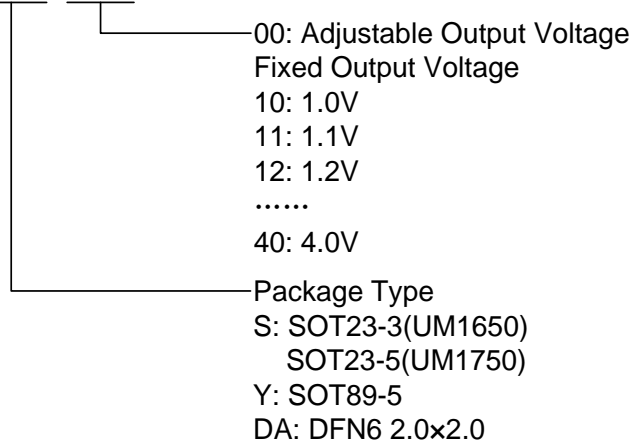 00: Adjustable Output Voltage
Fixed Output Voltage
10: 1.0V
11: 1.1V
12: 1.2V
……
40: 4.0V
Package Type
S: SOT23-3(UM1650)
SOT23-5(UM1750)
Y: SOT89-5
DA: DFN6 2.0×2.0